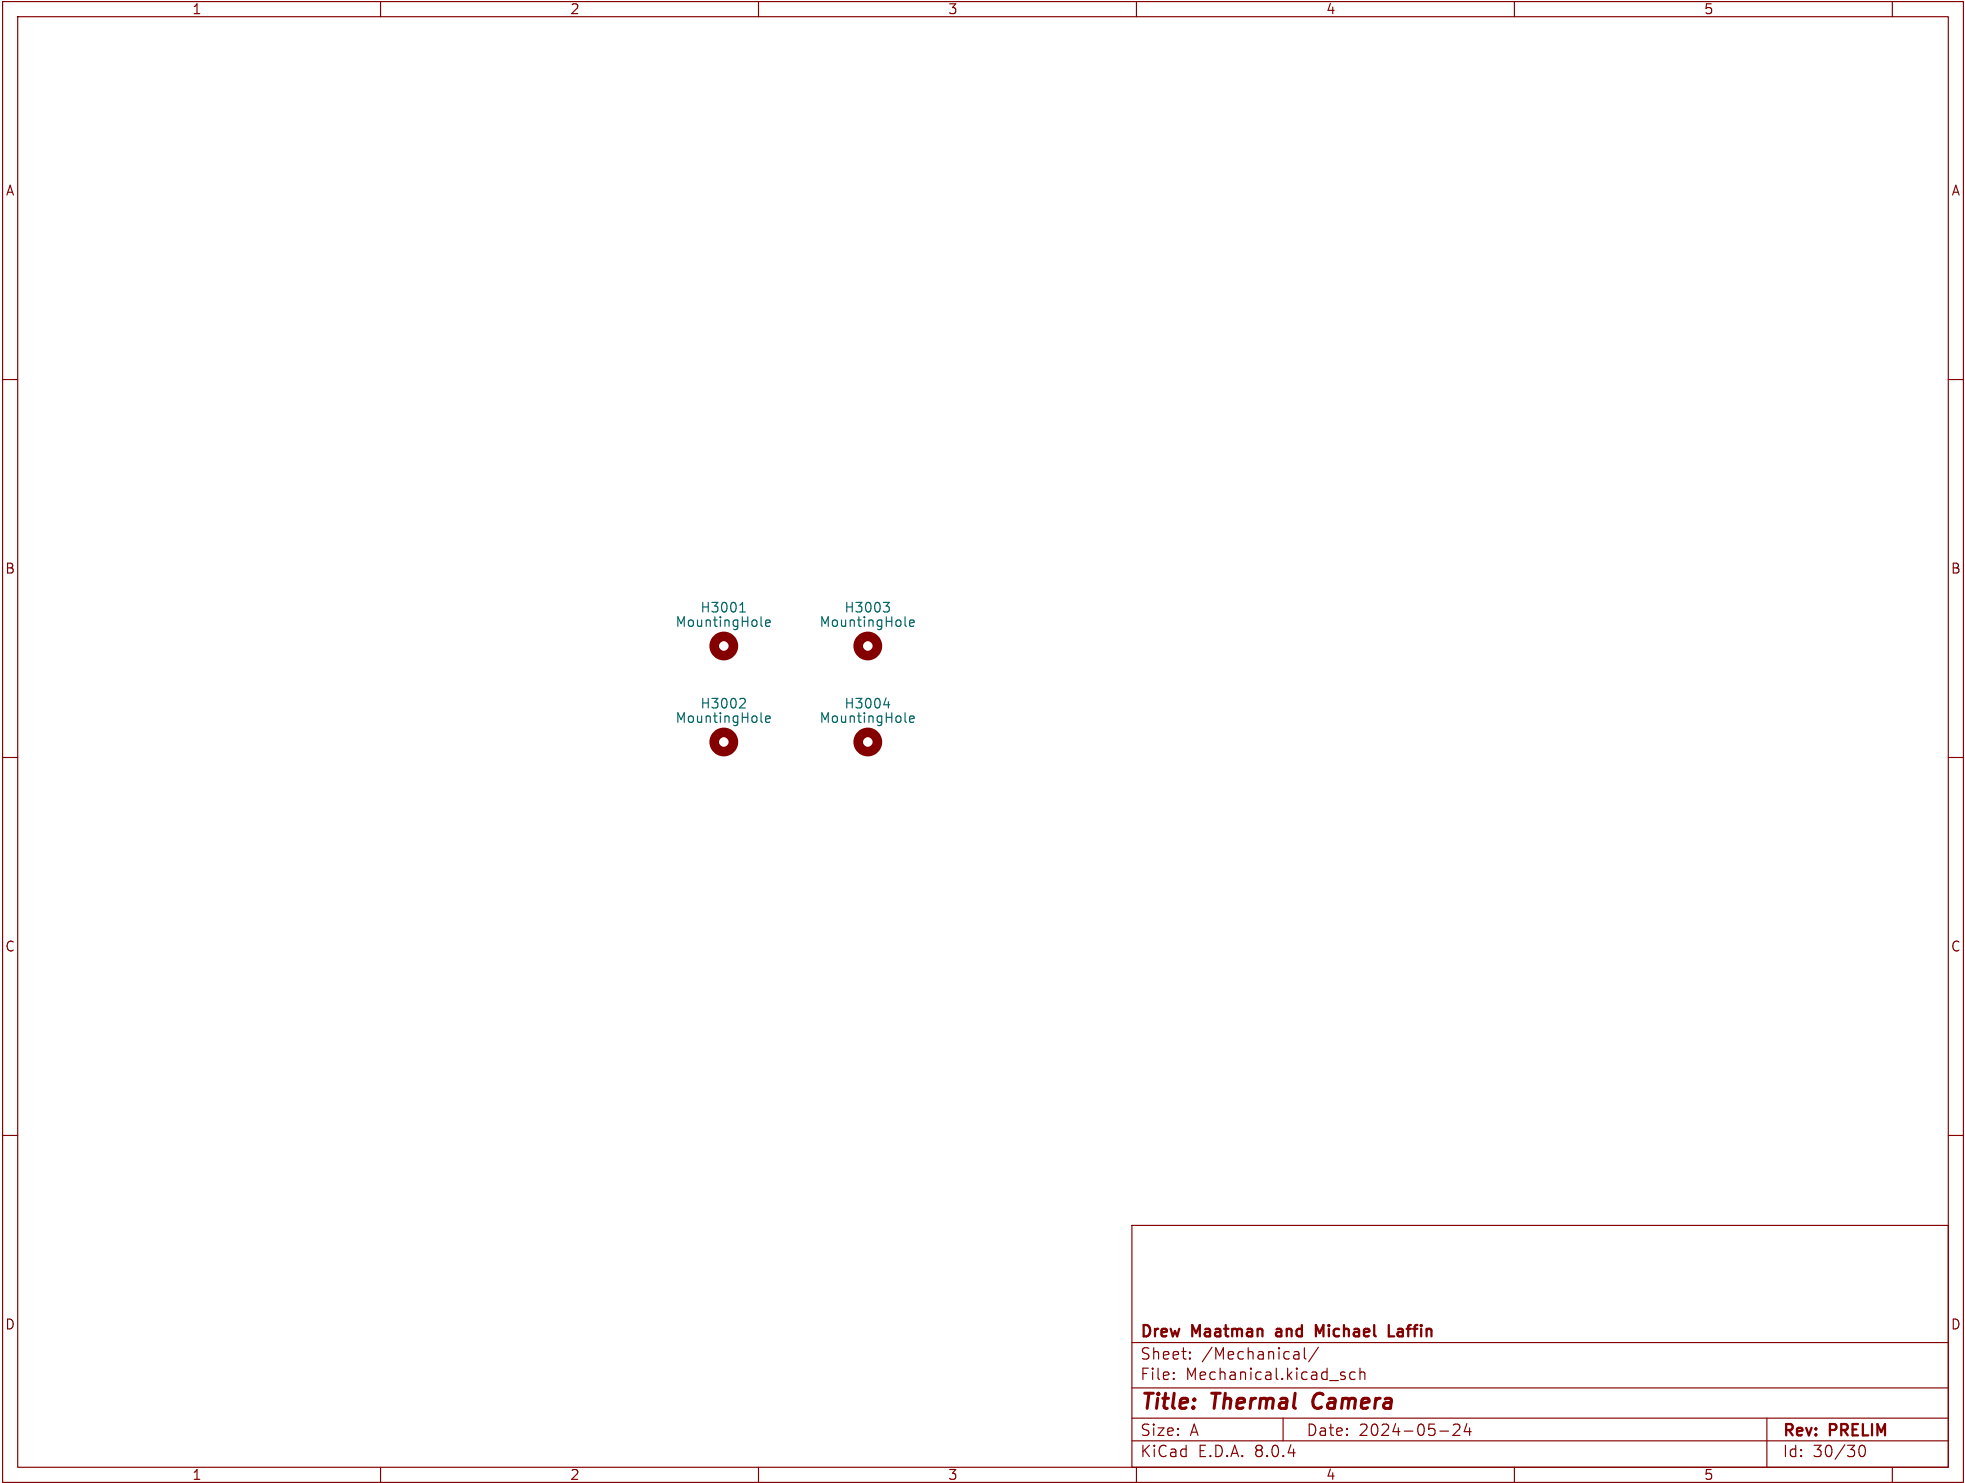 1 2 3 4 5
A A
H3001 H3003
MountingHole MountingHole
B B
H3002 H3004
MountingHole MountingHole
C C
D D
Drew Maatman and Michael Laffin
Sheet: /Mechanical/
File: Mechanical.kicad_sch
Title: Thermal Camera
Size: A Date: 2024-05-24 Rev: PRELIM
KiCad E.D.A. 8.0.4 Id: 30/30
1 2 3 4 5